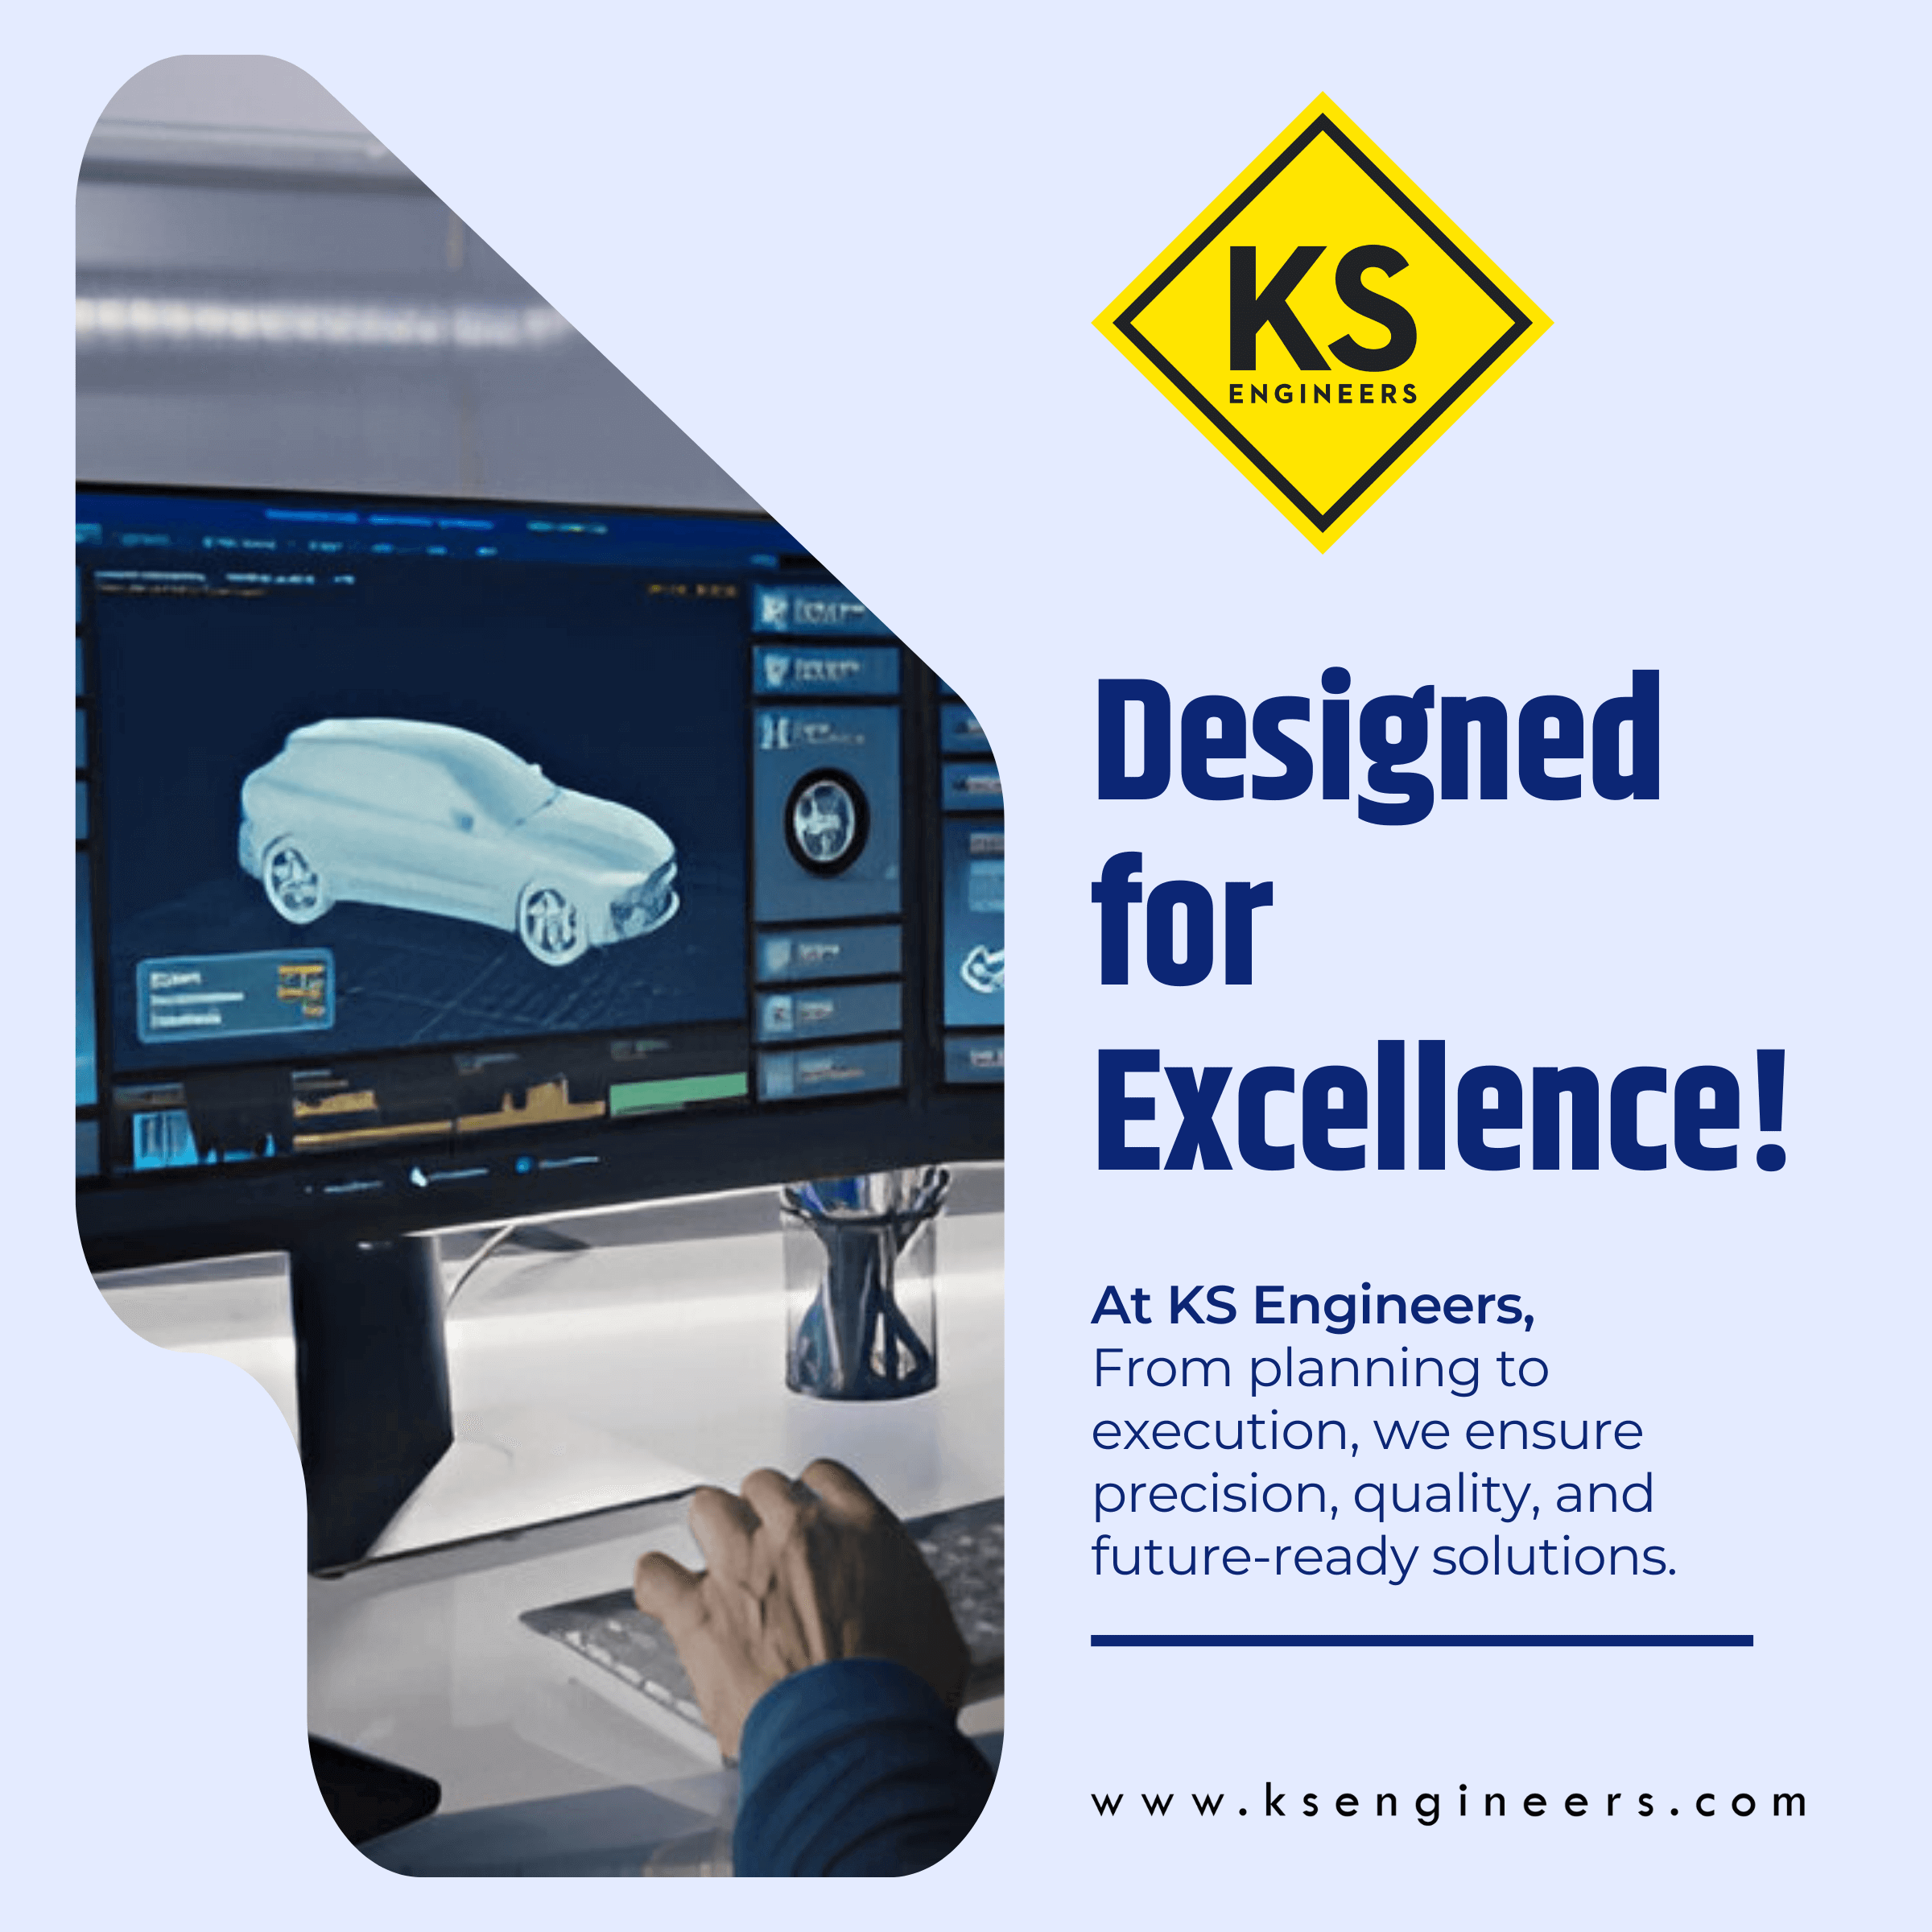 KS
ENGINEERS
Designed
for
Excellence!
At KS Engineers,
From planning to
execution, we ensure
precision, quality, and
future-ready solutions.
www.ksengineers.com